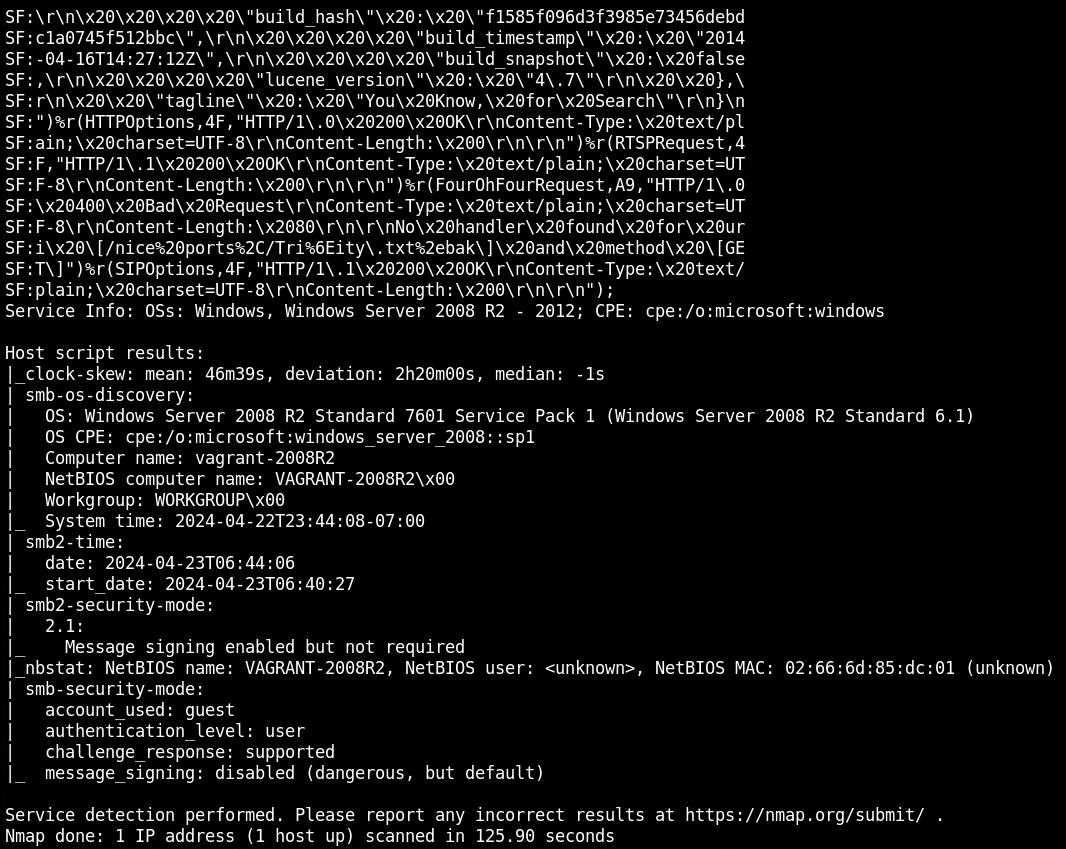 SF:\r\n\x20\x20\x20\x20\"build_hash\"\x20:\x20\"f1585f096d3f3985e73456debd
SF:c1a0745f512bbc\",\r\n\x20\x20\x20\x20\"build_timestamp\"\x20:\x20\"2014
SF:-04-16T14:27:12Z\",\r\n\x20\x20\x20\x20\"build_snapshot\"\x20:\x20false
SF:,\r\n\x20\x20\x20\x20\"lucene_version\"\x20:\x20\"4\.7\"\r\n\x20\x20},\
SF:r\n\x20\x20\"tagline\"\x20:\x20\"You\x20Know,\x20for\x20Search\"\r\n}\n
SF:")%r(HTTPOptions,4F,"HTTP/1\.0\x20200\x20OK\r\nContent-Type:\x20text/pl
SF:ain;\x20charset=UTF-8\r\nContent-Length:\x200\r\n\r\n")%r(RTSPRequest,4
SF:F,"HTTP/1\.1\x20200\x20OK\r\nContent-Type:\x20text/plain;\x20charset=UT
SF:F-8\r\nContent-Length:\x200\r\n\r\n")%r(FourOhFourRequest,A9,"HTTP/1\.0
SF:\x20400\x20Bad\x20Request\r\nContent-Type:\x20text/plain;\x20charset=UT
SF:F-8\r\nContent-Length:\x2080\r\n\r\nNo\x20handler\x20found\x20for\x20ur
SF:i\x20\[/nice%20ports%2C/Tri%6Eity\.txt%2ebak\]\x20and\x20method\x20\[GE
SF:T\]")%r(SIPOptions,4F,"HTTP/1\.1\x20200\x20OK\r\nContent-Type:\x20text/
SF:plain;\x20charset=UTF-8\r\nContent-Length:\x200\r\n\r\n");
Service Info: OSs: Windows, Windows Server 2008 R2 - 2012; CPE: cpe:/o:microsoft:windows

Host script results:
|_clock-skew: mean: 46m39s, deviation: 2h20m00s, median: -1s
| smb-os-discovery:
|   OS: Windows Server 2008 R2 Standard 7601 Service Pack 1 (Windows Server 2008 R2 Standard 6.1)
|   OS CPE: cpe:/o:microsoft:windows_server_2008::sp1
|   Computer name: vagrant-2008R2
|   NetBIOS computer name: VAGRANT-2008R2\x00
|   Workgroup: WORKGROUP\x00
|_  System time: 2024-04-22T23:44:08-07:00
| smb2-time:
|   date: 2024-04-23T06:44:06
|_  start_date: 2024-04-23T06:40:27
| smb2-security-mode:
|   2.1:
|_    Message signing enabled but not required
|_nbstat: NetBIOS name: VAGRANT-2008R2, NetBIOS user: <unknown>, NetBIOS MAC: 02:66:6d:85:dc:01 (unknown)
| smb-security-mode:
|   account_used: guest
|   authentication_level: user
|   challenge_response: supported
|_  message_signing: disabled (dangerous, but default)

Service detection performed. Please report any incorrect results at https://nmap.org/submit/ .
Nmap done: 1 IP address (1 host up) scanned in 125.90 seconds